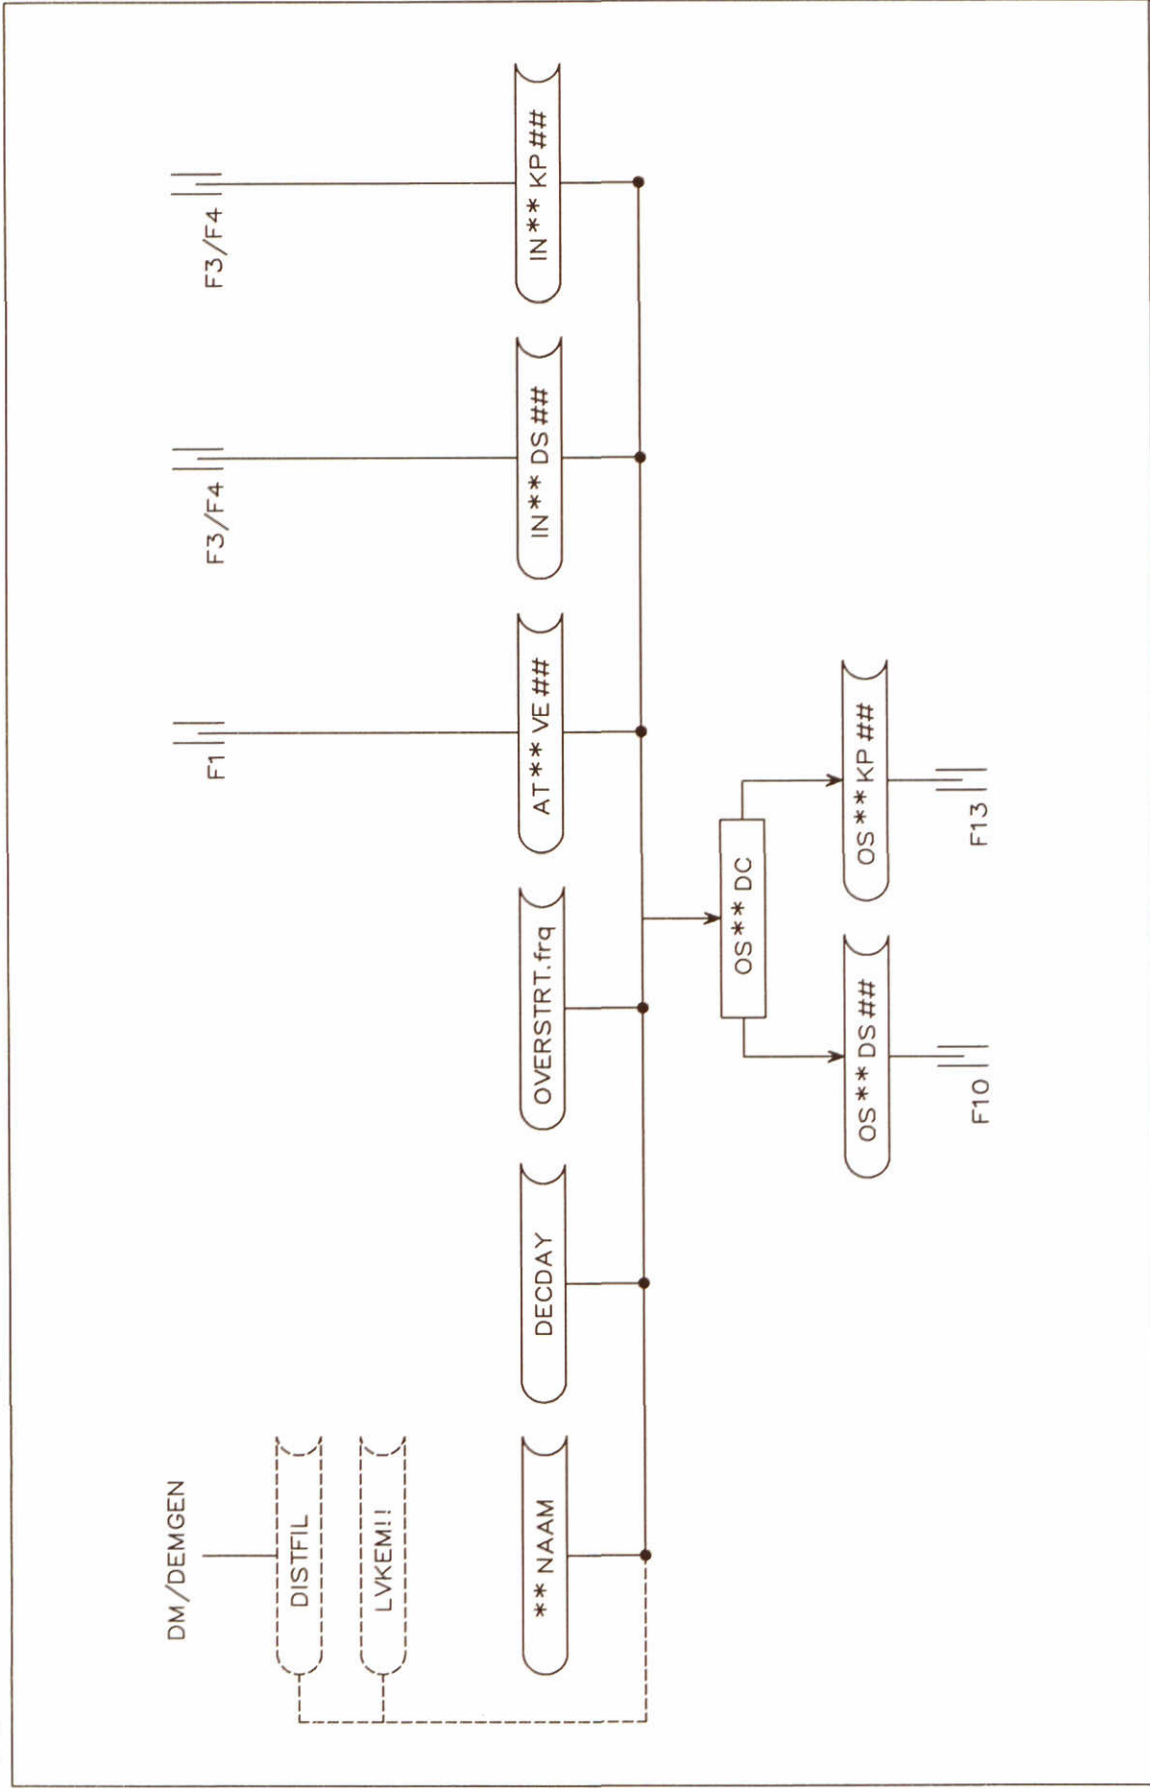 DM/DEMGEN
F1
F3/F4
F3/F4
DISTFIL
LVKEM!!
**NAAM
DECDAY
OVERSTRT.frq
AT**VE##
IN**DS##
IN**KP##
OS**DC
OS**DS##
OS**KP##
F10
F13